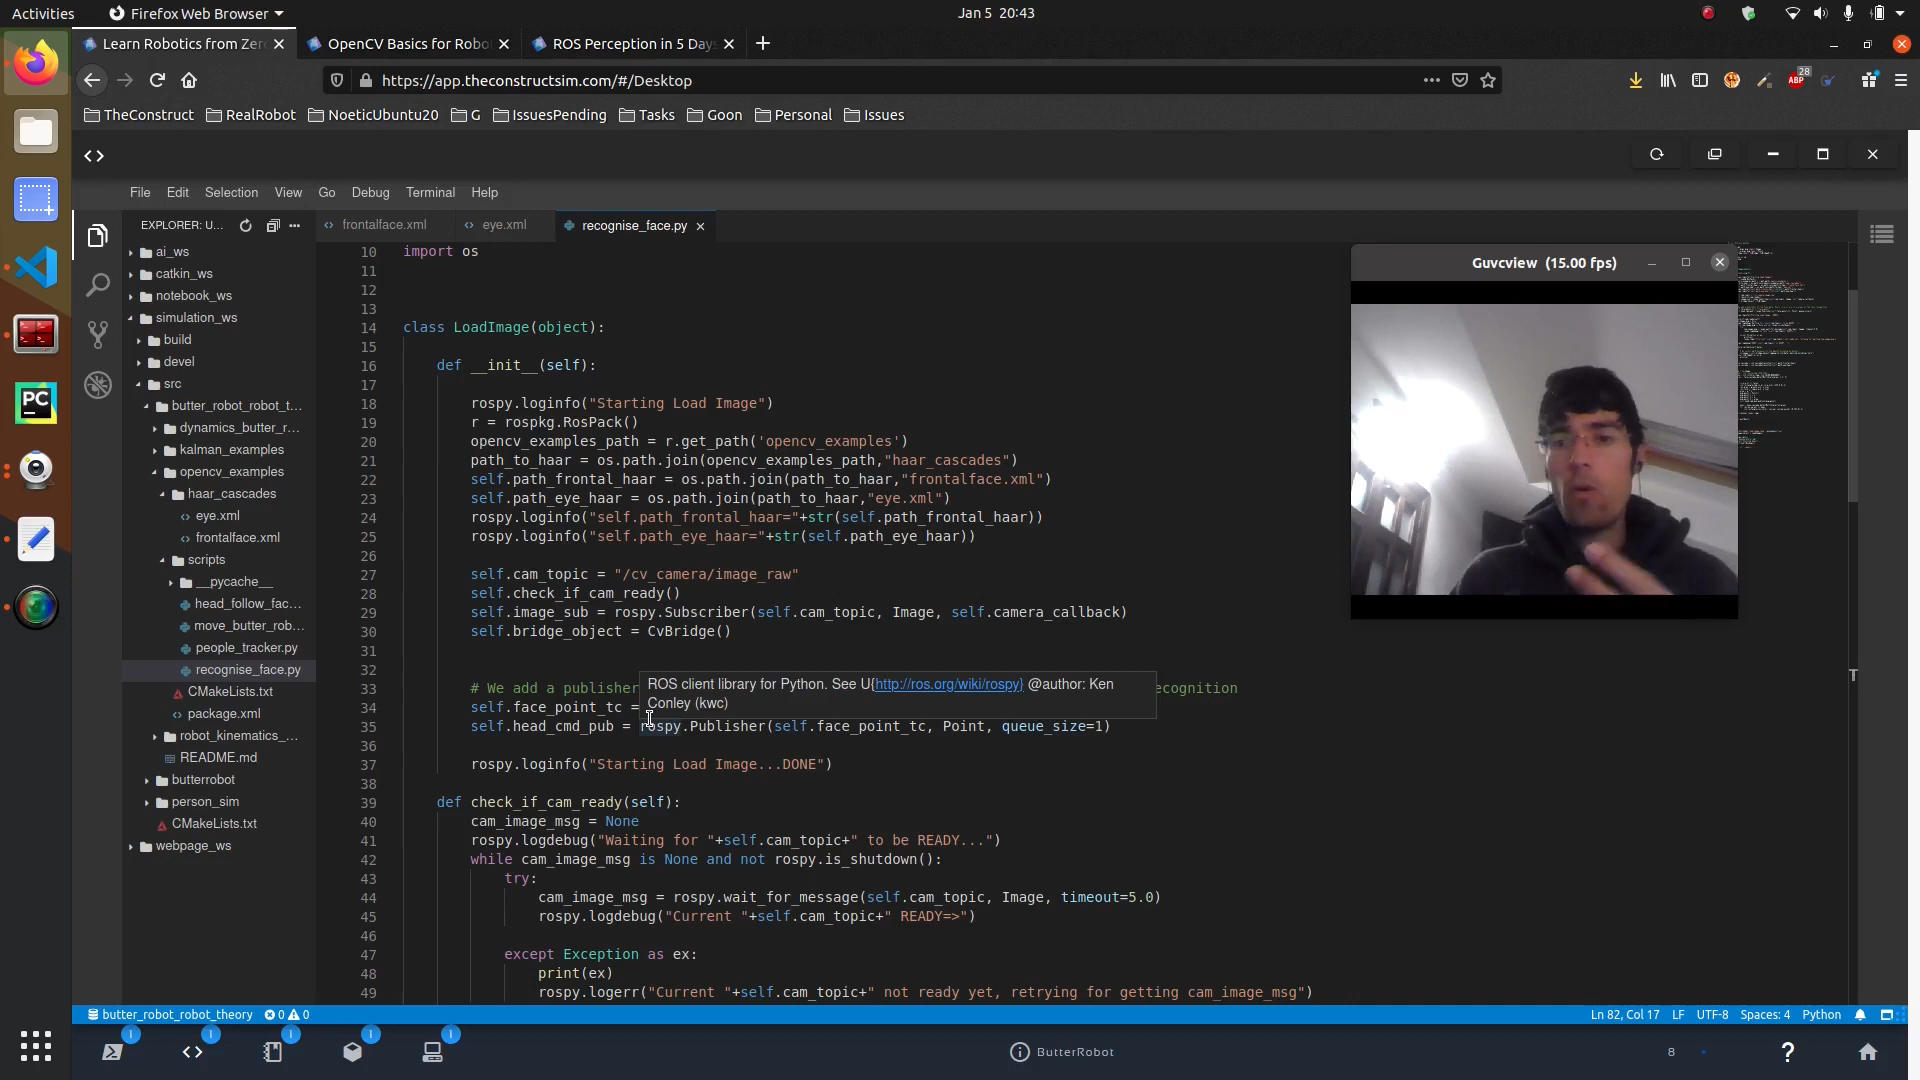 Activities
Firefox Web Browser
Jan 5 20:43
Learn Robotics from Zer
OpenCV Basics for Robo
ROS Perception in 5 Days
https://app.theconstructsim.com/#/Desktop
28
ABP
TheConstruct
RealRobot
NoeticUbuntu20
G
IssuesPending
Tasks
Goon
Personal
Issues
File Edit Selection View Go Debug Terminal Help
EXPLORER: U...
frontalface.xml
eye.xml
recognise_face.py
ai_ws
catkin_ws
notebook_ws
simulation_ws
build
devel
src
butter_robot_robot_t...
dynamics_butter_r...
kalman_examples
opencv_examples
haar_cascades
eye.xml
frontalface.xml
scripts
__pycache__
head_follow_fac...
move_butter_rob...
people_tracker.py
recognise_face.py
CMakeLists.txt
package.xml
robot_kinematics_...
README.md
butterrobot
person_sim
CMakeLists.txt
webpage_ws
PC
10 import os
11
12
13
14 class LoadImage(object):
15
16 def __init__(self):
17
18 rospy.loginfo("Starting Load Image")
19 r = rospkg.RosPack()
20 opencv_examples_path = r.get_path('opencv_examples')
21 path_to_haar = os.path.join(opencv_examples_path,"haar_cascades")
22 self.path_frontal_haar = os.path.join(path_to_haar,"frontalface.xml")
23 self.path_eye_haar = os.path.join(path_to_haar,"eye.xml")
24 rospy.loginfo("self.path_frontal_haar="+str(self.path_frontal_haar))
25 rospy.loginfo("self.path_eye_haar="+str(self.path_eye_haar))
26
27 self.cam_topic = "/cv_camera/image_raw"
28 self.check_if_cam_ready()
29 self.image_sub = rospy.Subscriber(self.cam_topic, Image, self.camera_callback)
30 self.bridge_object = CvBridge()
31
32
33 # We add a publisher ecognition
34 self.face_point_tc =
35 self.head_cmd_pub = rospy.Publisher(self.face_point_tc, Point, queue_size=1)
36
37 rospy.loginfo("Starting Load Image...DONE")
38
39 def check_if_cam_ready(self):
40 cam_image_msg = None
41 rospy.logdebug("Waiting for "+self.cam_topic+" to be READY...")
42 while cam_image_msg is None and not rospy.is_shutdown():
43 try:
44 cam_image_msg = rospy.wait_for_message(self.cam_topic, Image, timeout=5.0)
45 rospy.logdebug("Current "+self.cam_topic+" READY=>")
46
47 except Exception as ex:
48 print(ex)
49 rospy.logerr("Current "+self.cam_topic+" not ready yet, retrying for getting cam_image_msg")
ROS client library for Python. See U{http://ros.org/wiki/rospy} @author: Ken
Conley (kwc)
Guvcview (15.00 fps)
butter_robot_robot_theory 0 0
Ln 82, Col 17 LF UTF-8 Spaces: 4 Python
1 1 1 1 1
ButterRobot
8
?